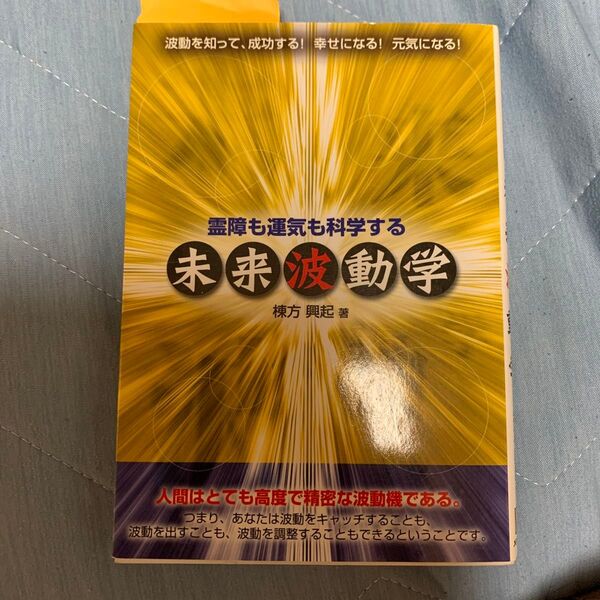 波動を知って、成功する! 幸せになる! 元気になる!
霊障も運気も科学する
未来波動学
棟方 興起 著
人間はとても高度で精密な波動機である。
つまり、あなたは波動をキャッチすることも、
波動を出すことも、波動を調整することもできるということです。